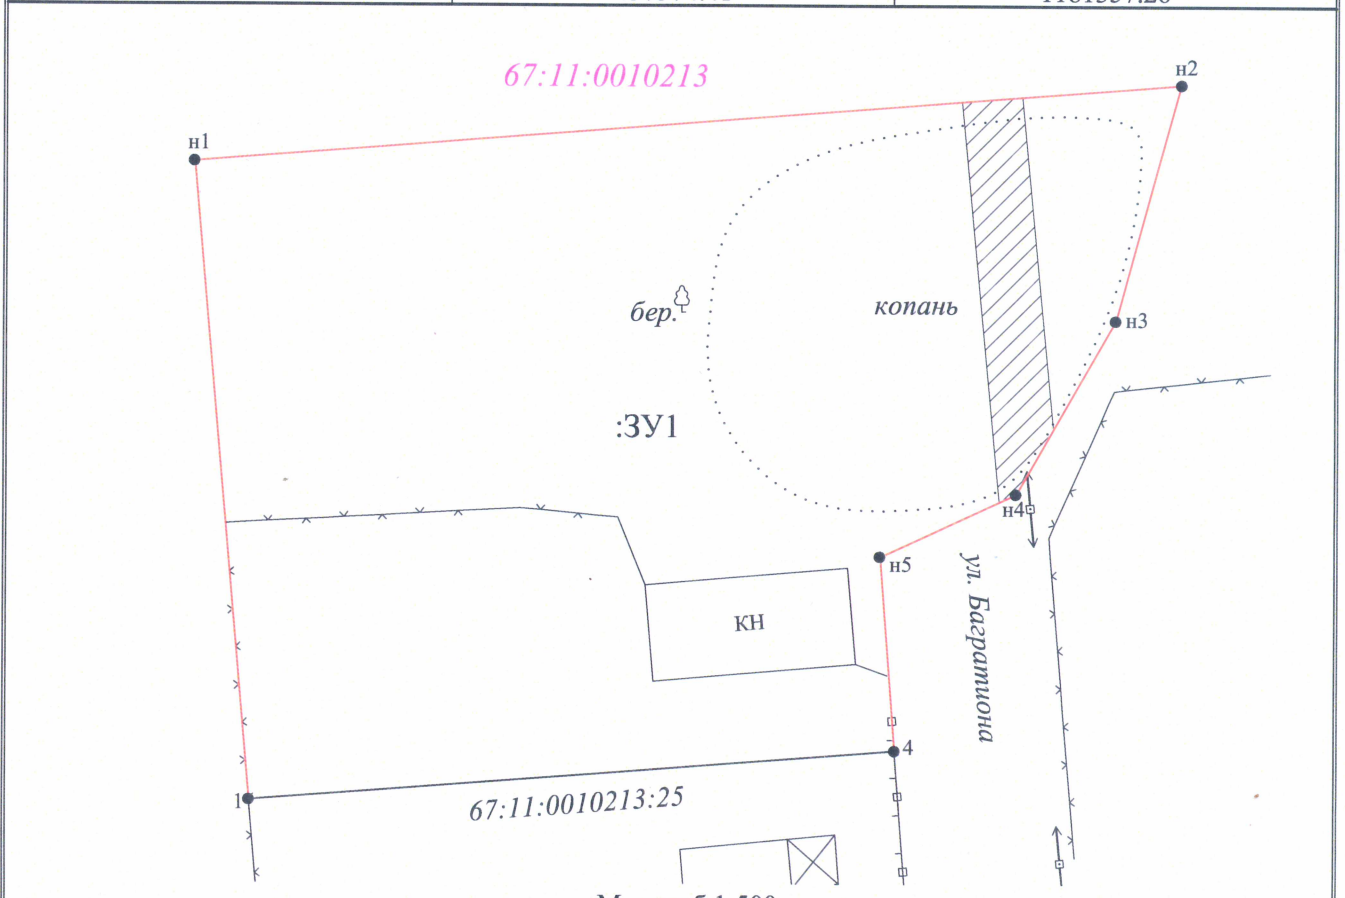 67:11:0010213
н2
н1
бер.
копань
н3
:ЗУ1
н4
н5
ул. Багратиона
КН
4
1
67:11:0010213:25